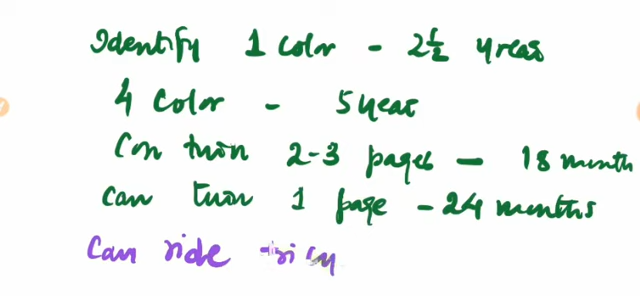 Identify 1 color - 2½ years
4 color - 5 year
Can turn 2-3 pages - 18 month
Can turn 1 page - 24 months
Can ride tricy